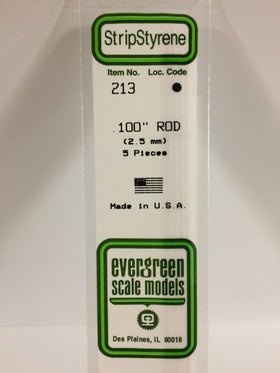 StripStyrene
Item No. Loc. Code
213
.100" ROD
(2.5 mm)
5 Pieces
Made in U.S.A.
evergreen
scale models
Des Plaines, IL 60018